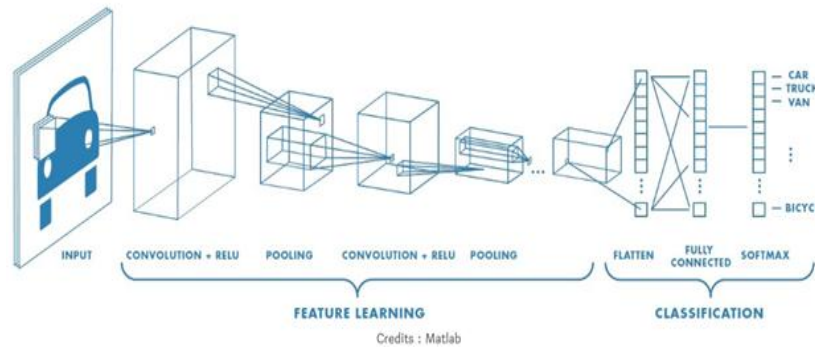 CAR
TRUCK
VAN
BICYC
INPUT
CONVOLUTION + RELU
POOLING
CONVOLUTION + RELU
POOLING
FLATTEN
FULLY
CONNECTED
SOFTMAX
FEATURE LEARNING
CLASSIFICATION
Credits : Matlab